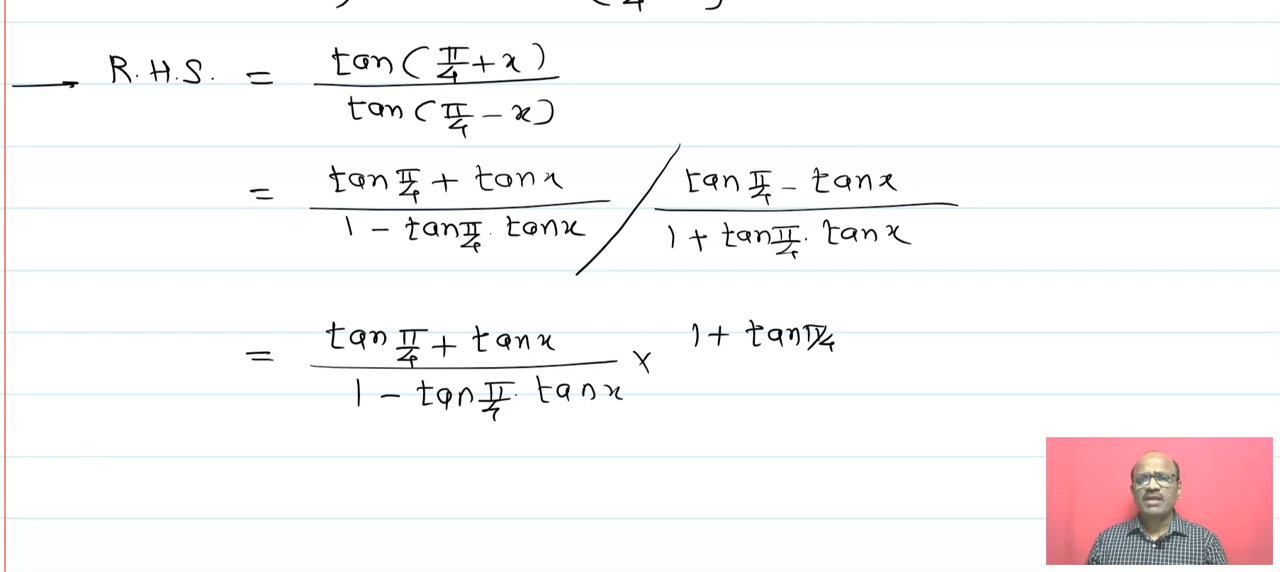 R.H.S. = tan(π/4 + x) / tan(π/4 - x)
= (tan π/4 + tan x) / (1 - tan π/4 . tan x) / (tan π/4 - tan x) / (1 + tan π/4 . tan x)
= (tan π/4 + tan x) / (1 - tan π/4 . tan x) × 1 + tan π/4